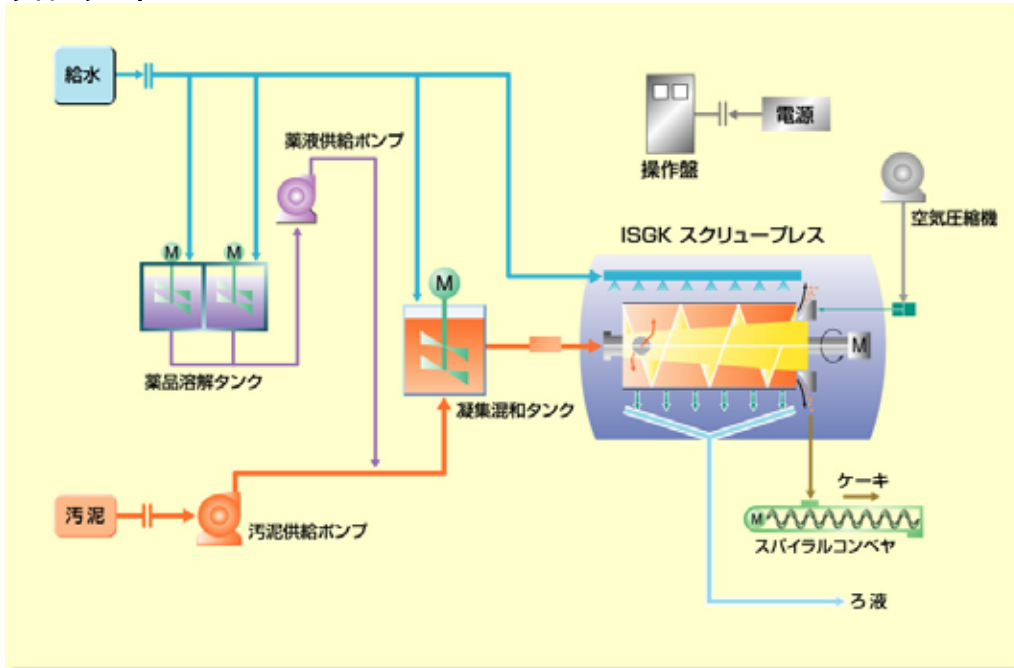 給水
電源
操作盤
薬液供給ポンプ
空気圧縮機
ISGK スクリュープレス
M
M
M
M
薬品溶解タンク
凝集混和タンク
汚泥
汚泥供給ポンプ
ケーキ
M
スパイラルコンベヤ
ろ液